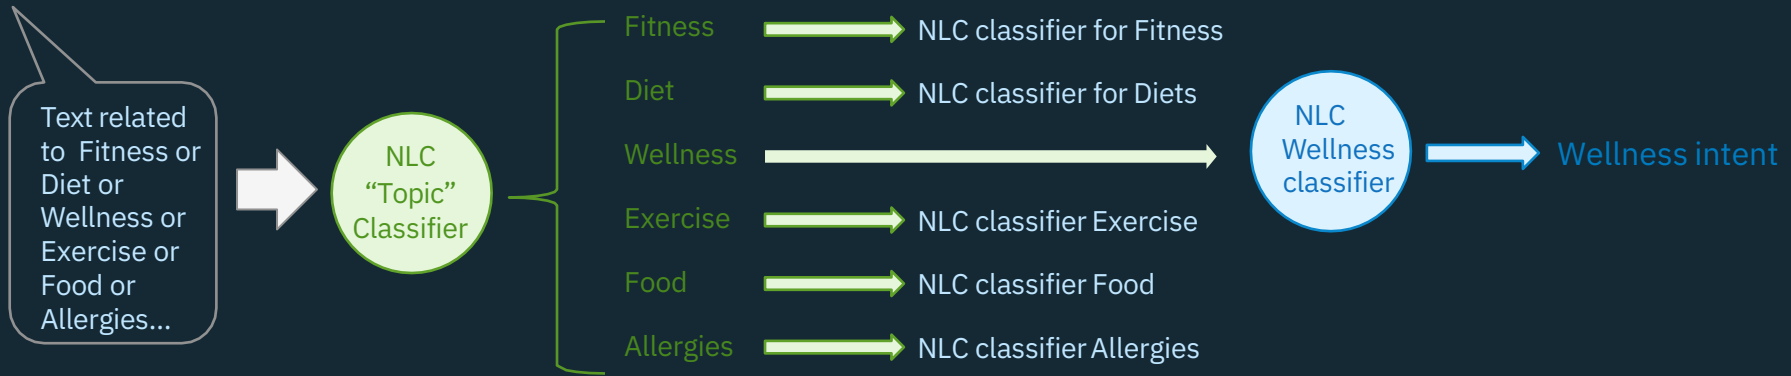 Text related
to Fitness or
Diet or
Wellness or
Exercise or
Food or
Allergies...
NLC
“Topic”
Classifier
Fitness
NLC classifier for Fitness
Diet
NLC classifier for Diets
Wellness
Exercise
NLC classifier Exercise
Food
NLC classifier Food
Allergies
NLC classifier Allergies
NLC
Wellness
classifier
Wellness intent